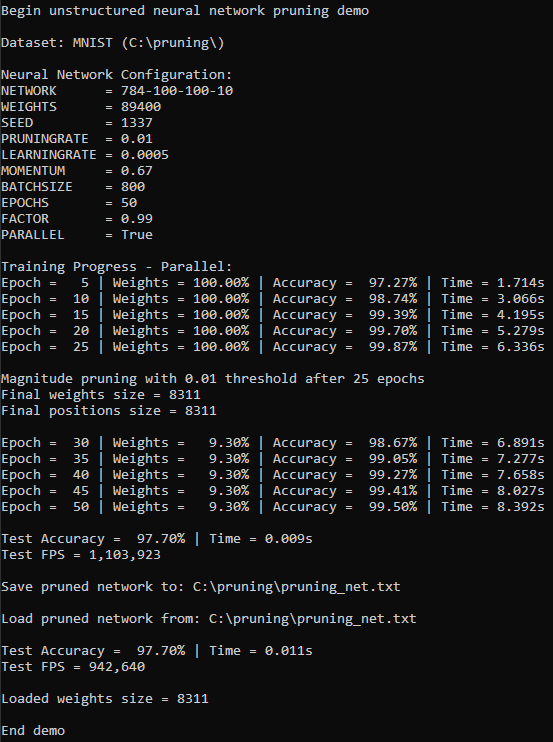 Begin unstructured neural network pruning demo
Dataset: MNIST (C:\pruning\)
Neural Network Configuration:
NETWORK      = 784-100-100-10
WEIGHTS      = 89400
SEED         = 1337
PRUNINGRATE  = 0.01
LEARNINGRATE = 0.0005
MOMENTUM     = 0.67
BATCHSIZE    = 800
EPOCHS       = 50
FACTOR       = 0.99
PARALLEL     = True
Training Progress - Parallel:
Epoch =   5 | Weights = 100.00% | Accuracy =  97.27% | Time = 1.714s
Epoch =  10 | Weights = 100.00% | Accuracy =  98.74% | Time = 3.066s
Epoch =  15 | Weights = 100.00% | Accuracy =  99.39% | Time = 4.195s
Epoch =  20 | Weights = 100.00% | Accuracy =  99.70% | Time = 5.279s
Epoch =  25 | Weights = 100.00% | Accuracy =  99.87% | Time = 6.336s
Magnitude pruning with 0.01 threshold after 25 epochs
Final weights size = 8311
Final positions size = 8311
Epoch =  30 | Weights =   9.30% | Accuracy =  98.67% | Time = 6.891s
Epoch =  35 | Weights =   9.30% | Accuracy =  99.05% | Time = 7.277s
Epoch =  40 | Weights =   9.30% | Accuracy =  99.27% | Time = 7.658s
Epoch =  45 | Weights =   9.30% | Accuracy =  99.41% | Time = 8.027s
Epoch =  50 | Weights =   9.30% | Accuracy =  99.50% | Time = 8.392s
Test Accuracy =  97.70% | Time = 0.009s
Test FPS = 1,103,923
Save pruned network to: C:\pruning\pruning_net.txt
Load pruned network from: C:\pruning\pruning_net.txt
Test Accuracy =  97.70% | Time = 0.011s
Test FPS = 942,640
Loaded weights size = 8311
End demo